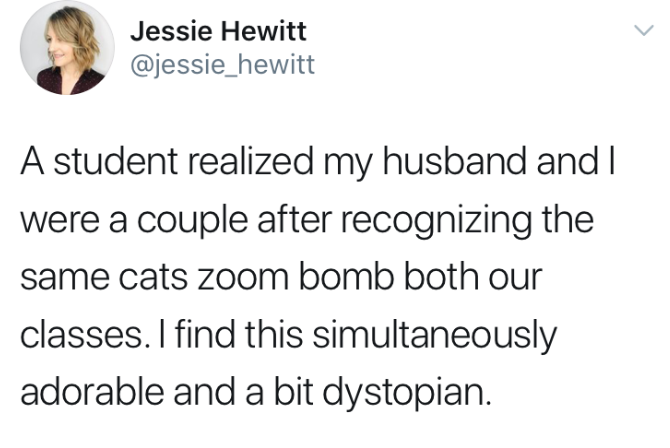 Jessie Hewitt
@jessie_hewitt
A student realized my husband and I
were a couple after recognizing the
same cats zoom bomb both our
classes. I find this simultaneously
adorable and a bit dystopian.